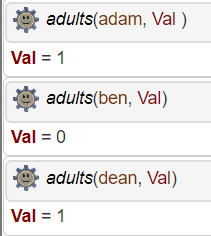 adults(adam, Val )
Val = 1
adults(ben, Val)
Val = 0
adults(dean, Val)
Val = 1